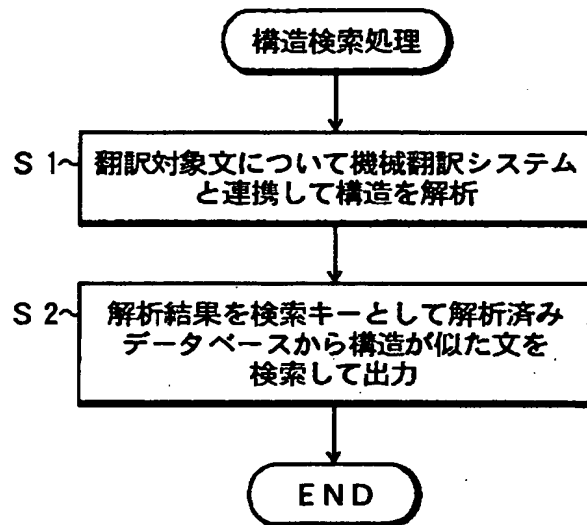 構造検索処理
S1~
翻訳対象文について機械翻訳システム
と連携して構造を解析
S2~
解析結果を検索キーとして解析済み
データベースから構造が似た文を
検索して出力
END